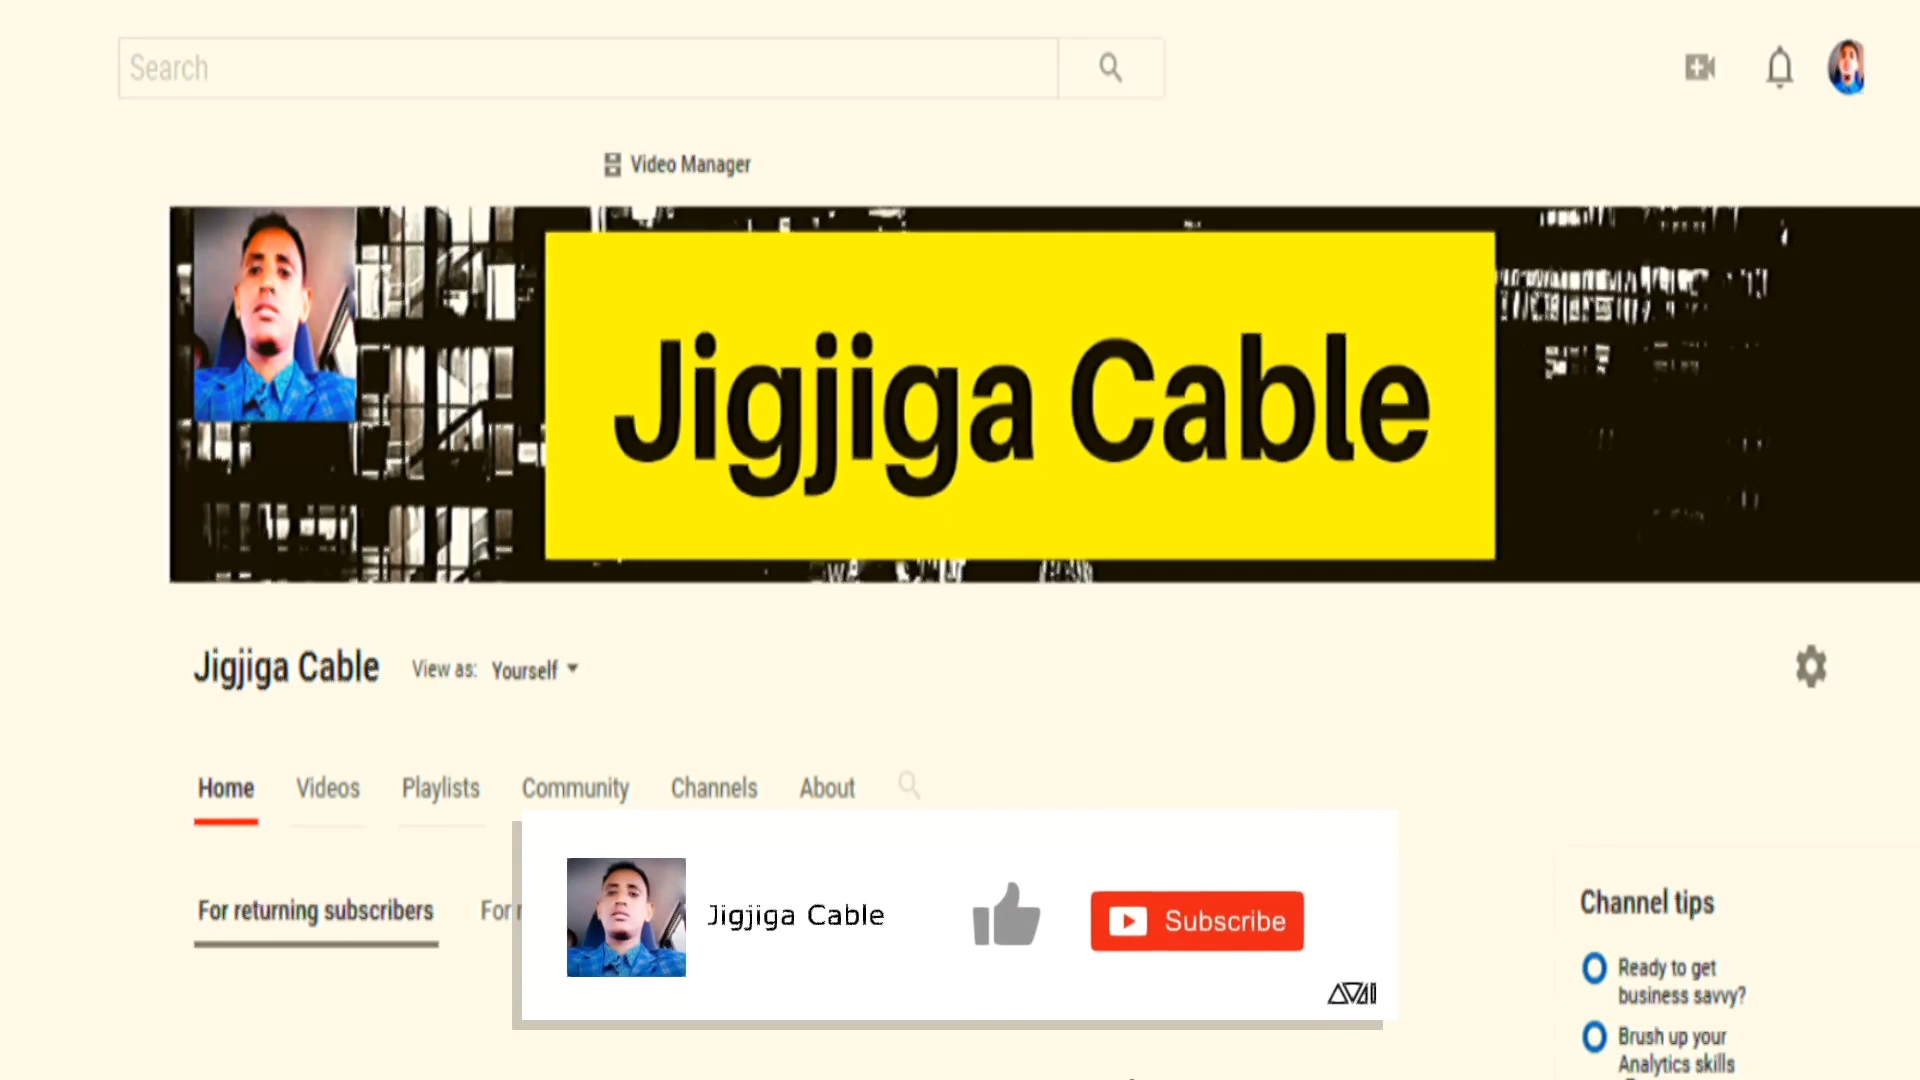 Search
Video Manager
Jigjiga Cable
Jigjiga Cable
View as: Yourself
Home Videos Playlists Community Channels About
For returning subscribers For
Jigjiga Cable
Subscribe
Channel tips
Ready to get
business savvy?
Brush up your
Analytics skills